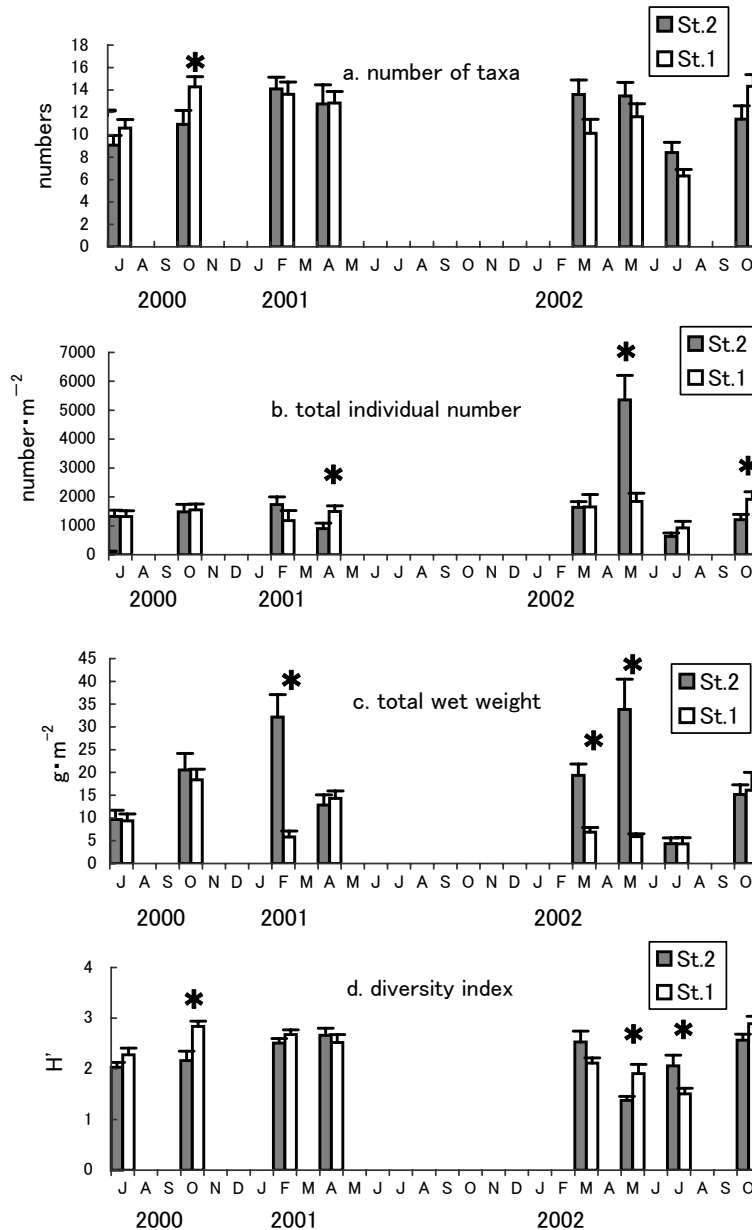 St.2
St.1
a. number of taxa
numbers
18
16
14
12
10
8
6
4
2
0
J A S O N D J F M A M J J A S O N D J F M A M J J A S O
2000 2001 2002
St.2
St.1
b. total individual number
number·m⁻²
7000
6000
5000
4000
3000
2000
1000
0
J A S O N D J F M A M J J A S O N D J F M A M J J A S O
2000 2001 2002
St.2
St.1
c. total wet weight
g·m⁻²
45
40
35
30
25
20
15
10
5
0
J A S O N D J F M A M J J A S O N D J F M A M J J A S O
2000 2001 2002
St.2
St.1
d. diversity index
H'
4
3
2
1
0
J A S O N D J F M A M J J A S O N D J F M A M J J A S O
2000 2001 2002